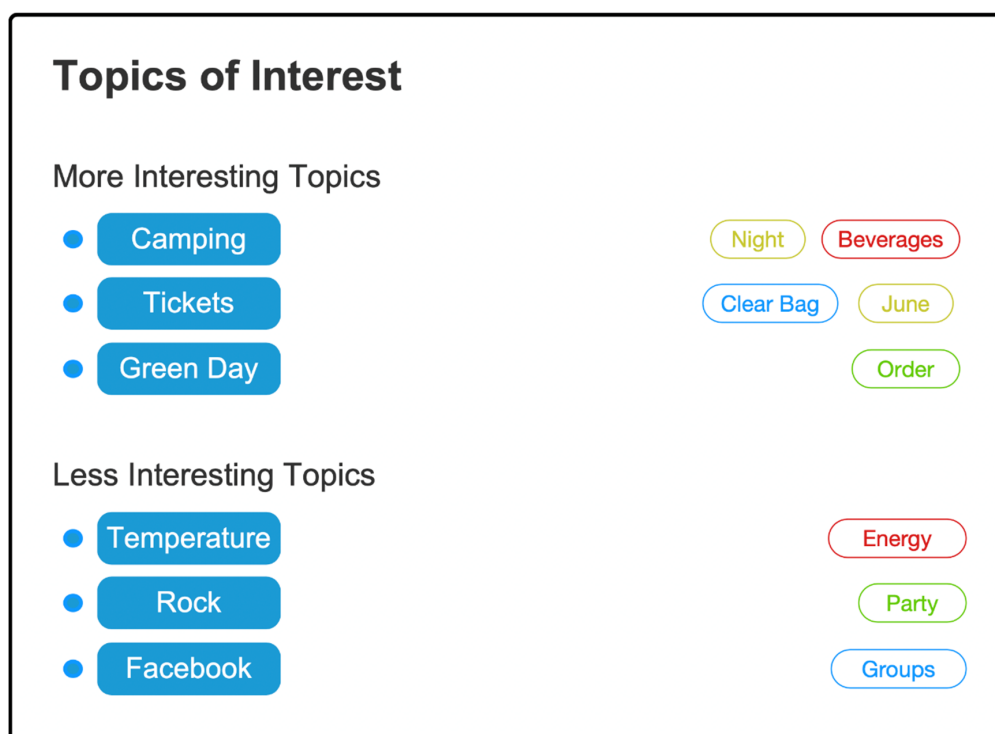 Topics of Interest
More Interesting Topics
Camping Night Beverages
Tickets Clear Bag June
Green Day Order
Less Interesting Topics
Temperature Energy
Rock Party
Facebook Groups